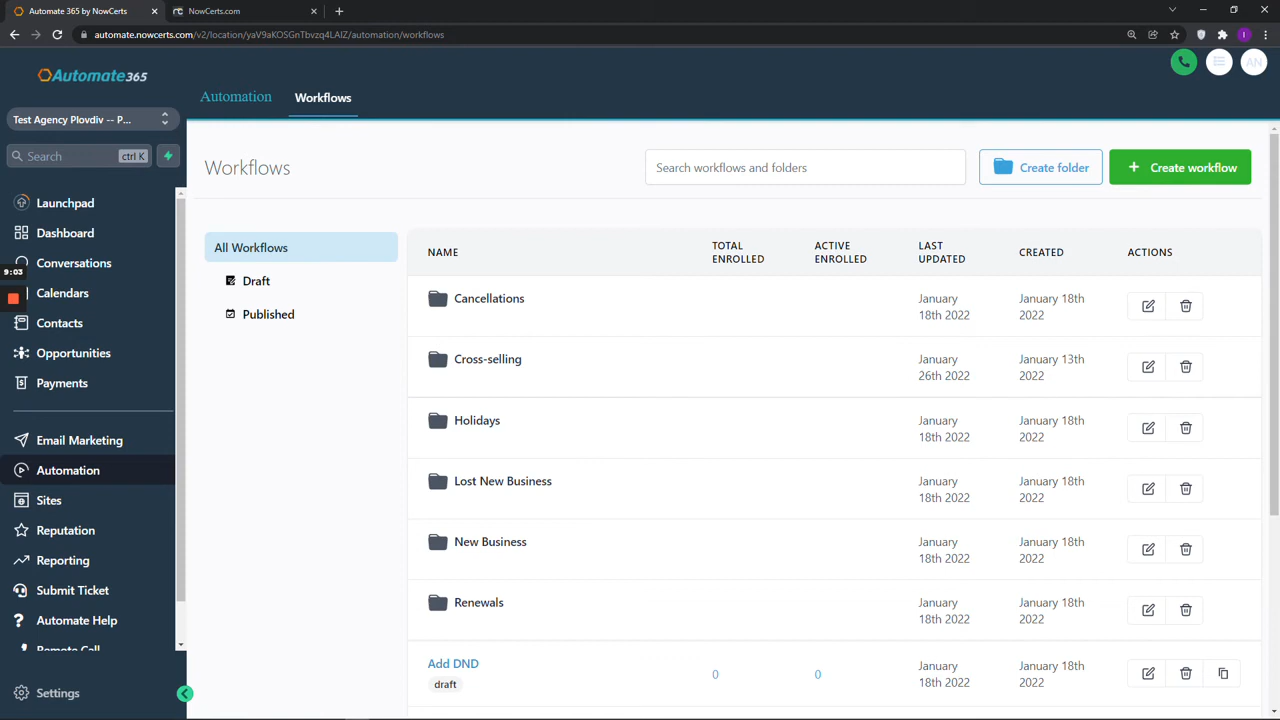 Automate 365 by NowCerts
NowCerts.com
automate.nowcerts.com/v2/location/yaV9aKOSGnTbvzq4LAIZ/automation/workflows
I
Automate365
AN
Automation
Workflows
Test Agency Plovdiv -- P...
Search
ctrl K
Launchpad
Dashboard
Conversations
9:03
Calendars
Contacts
Opportunities
Payments
Email Marketing
Automation
Sites
Reputation
Reporting
Submit Ticket
Automate Help
Remote Call
Settings
Workflows
Search workflows and folders
Create folder
+ Create workflow
All Workflows
Draft
Published
NAME
TOTAL ENROLLED
ACTIVE ENROLLED
LAST UPDATED
CREATED
ACTIONS
Cancellations
January 18th 2022
January 18th 2022
Cross-selling
January 26th 2022
January 13th 2022
Holidays
January 18th 2022
January 18th 2022
Lost New Business
January 18th 2022
January 18th 2022
New Business
January 18th 2022
January 18th 2022
Renewals
January 18th 2022
January 18th 2022
Add DND
draft
0
0
January 18th 2022
January 18th 2022